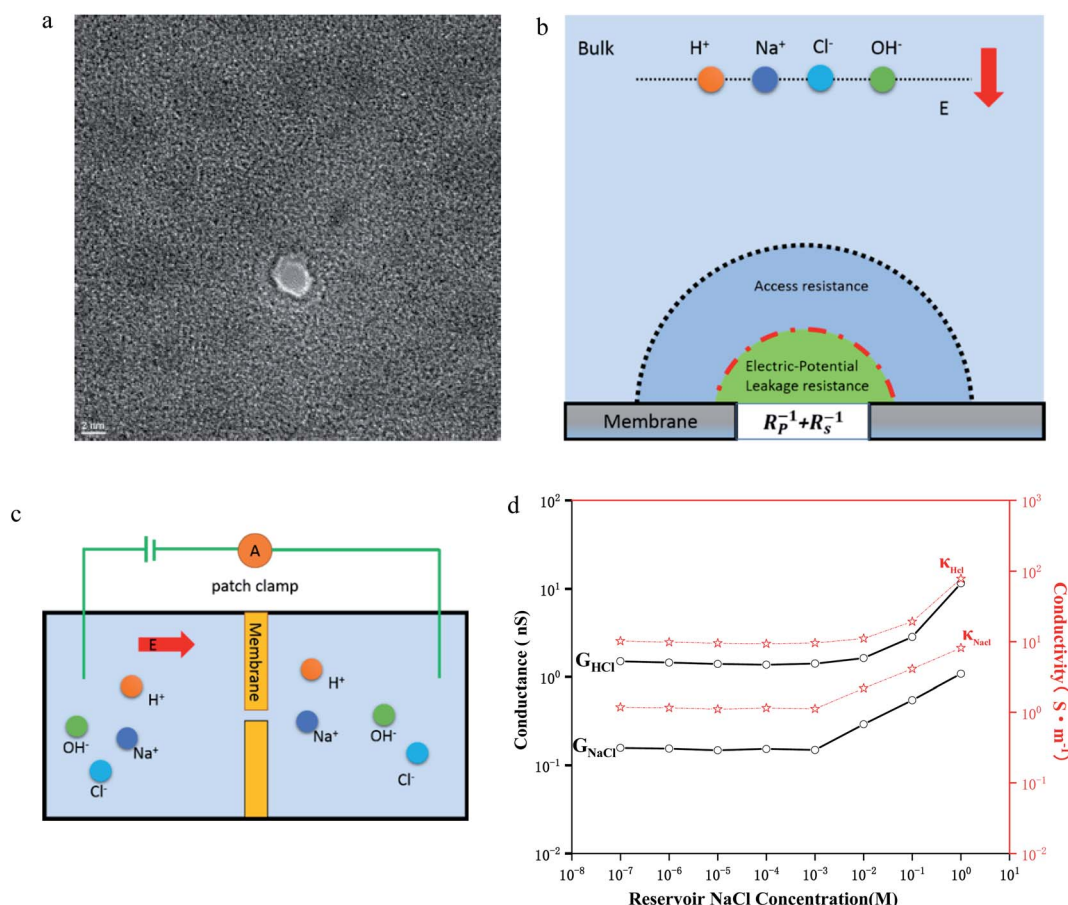 a
2 nm
b
Bulk
H⁺ Na⁺ Cl⁻ OH⁻
E
Access resistance
Electric-Potential
Leakage resistance
Membrane
R_P⁻¹+R_S⁻¹
c
A
patch clamp
E
Membrane
H⁺
OH⁻
Na⁺
Cl⁻
H⁺
Na⁺
OH⁻
Cl⁻
d
Conductance ( nS)
10²
10¹
10⁰
10⁻¹
10⁻²
G_HCl
G_NaCl
κ_Hcl
κ_Nacl
10³
10²
10¹
10⁰
10⁻¹
10⁻²
Conductivity( S·m⁻¹)
10⁻⁸ 10⁻⁷ 10⁻⁶ 10⁻⁵ 10⁻⁴ 10⁻³ 10⁻² 10⁻¹ 10⁰ 10¹
Reservoir NaCl Concentration(M)